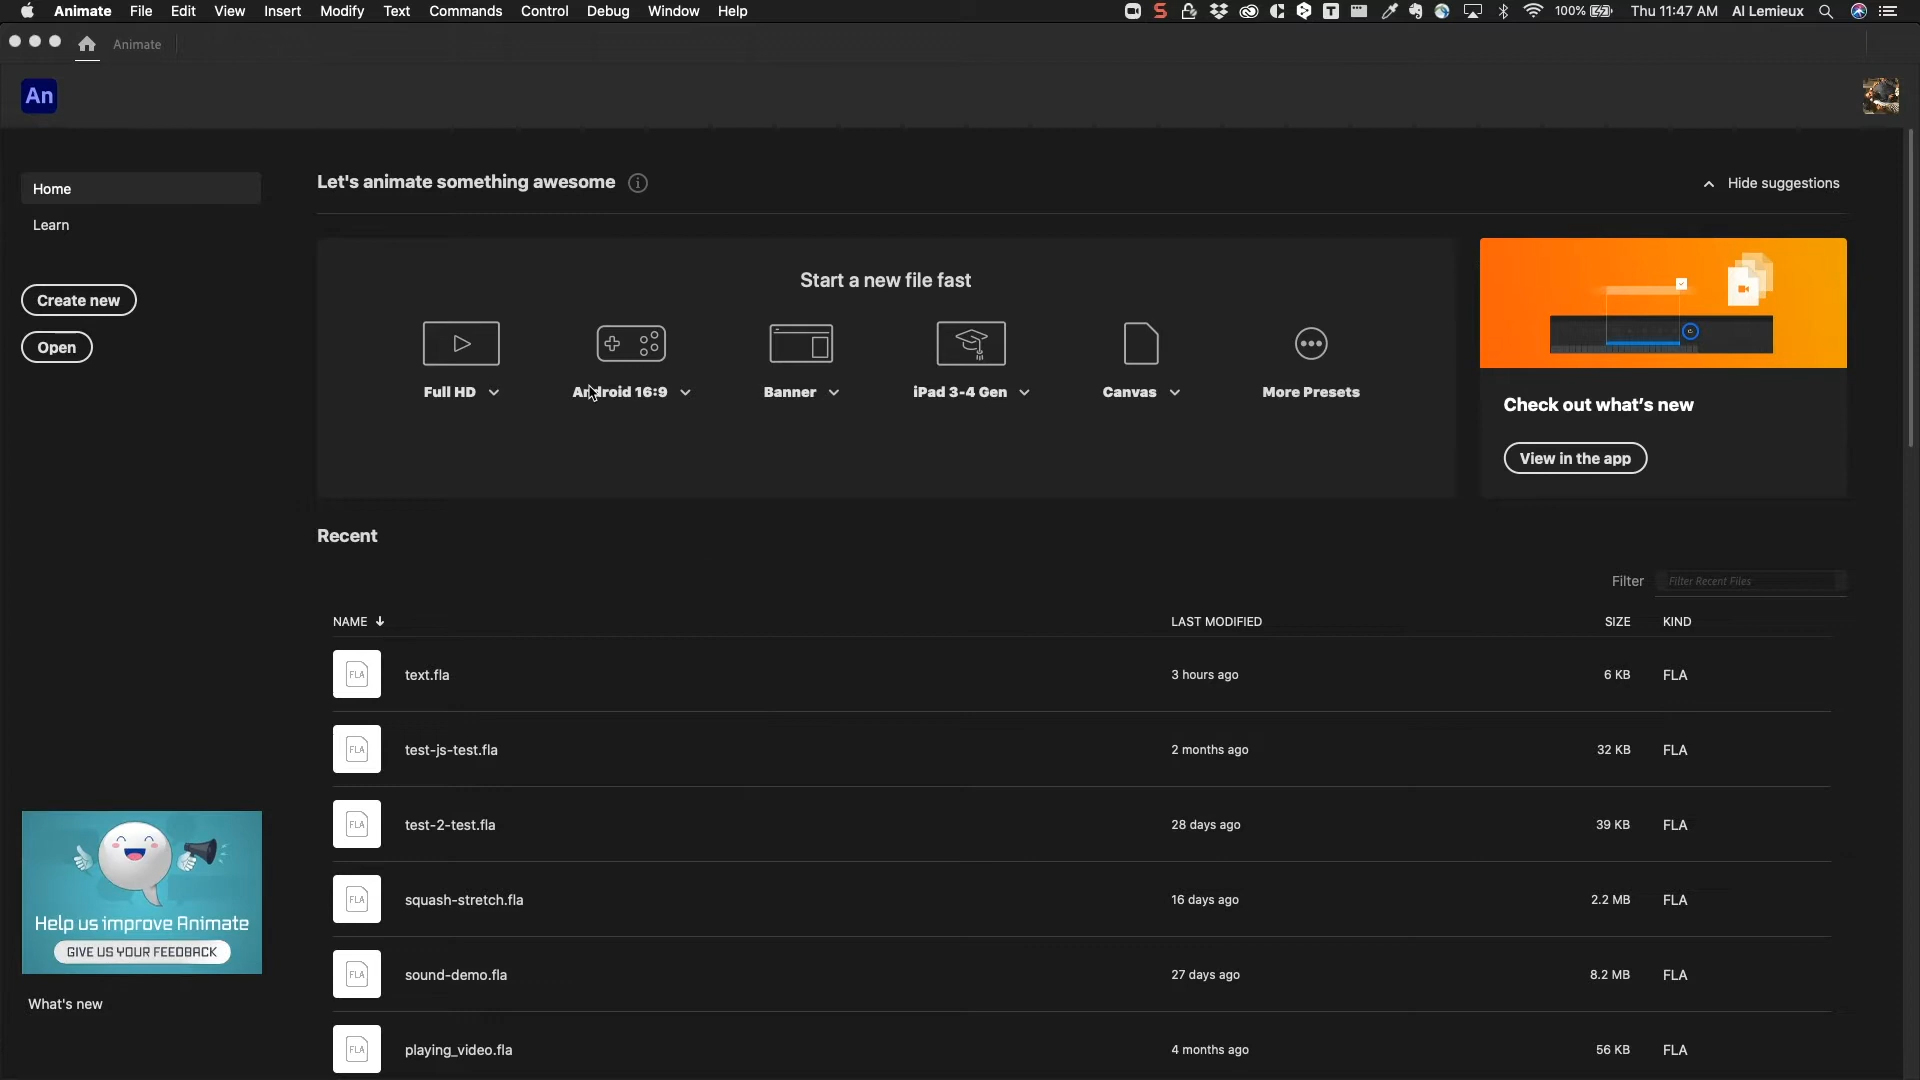 Animate File Edit View Insert Modify Text Commands Control Debug Window Help 100% Thu 11:47 AM Al Lemieux
Animate
An
Home
Learn
Create new
Open
Let's animate something awesome
Hide suggestions
Start a new file fast
Full HD
Android 16:9
Banner
iPad 3-4 Gen
Canvas
More Presets
Check out what's new
View in the app
Recent
Filter Filter Recent Files
NAME LAST MODIFIED SIZE KIND
FLA text.fla 3 hours ago 6 KB FLA
FLA test-js-test.fla 2 months ago 32 KB FLA
FLA test-2-test.fla 28 days ago 39 KB FLA
FLA squash-stretch.fla 16 days ago 2.2 MB FLA
FLA sound-demo.fla 27 days ago 8.2 MB FLA
FLA playing_video.fla 4 months ago 56 KB FLA
Help us improve Animate
GIVE US YOUR FEEDBACK
What's new